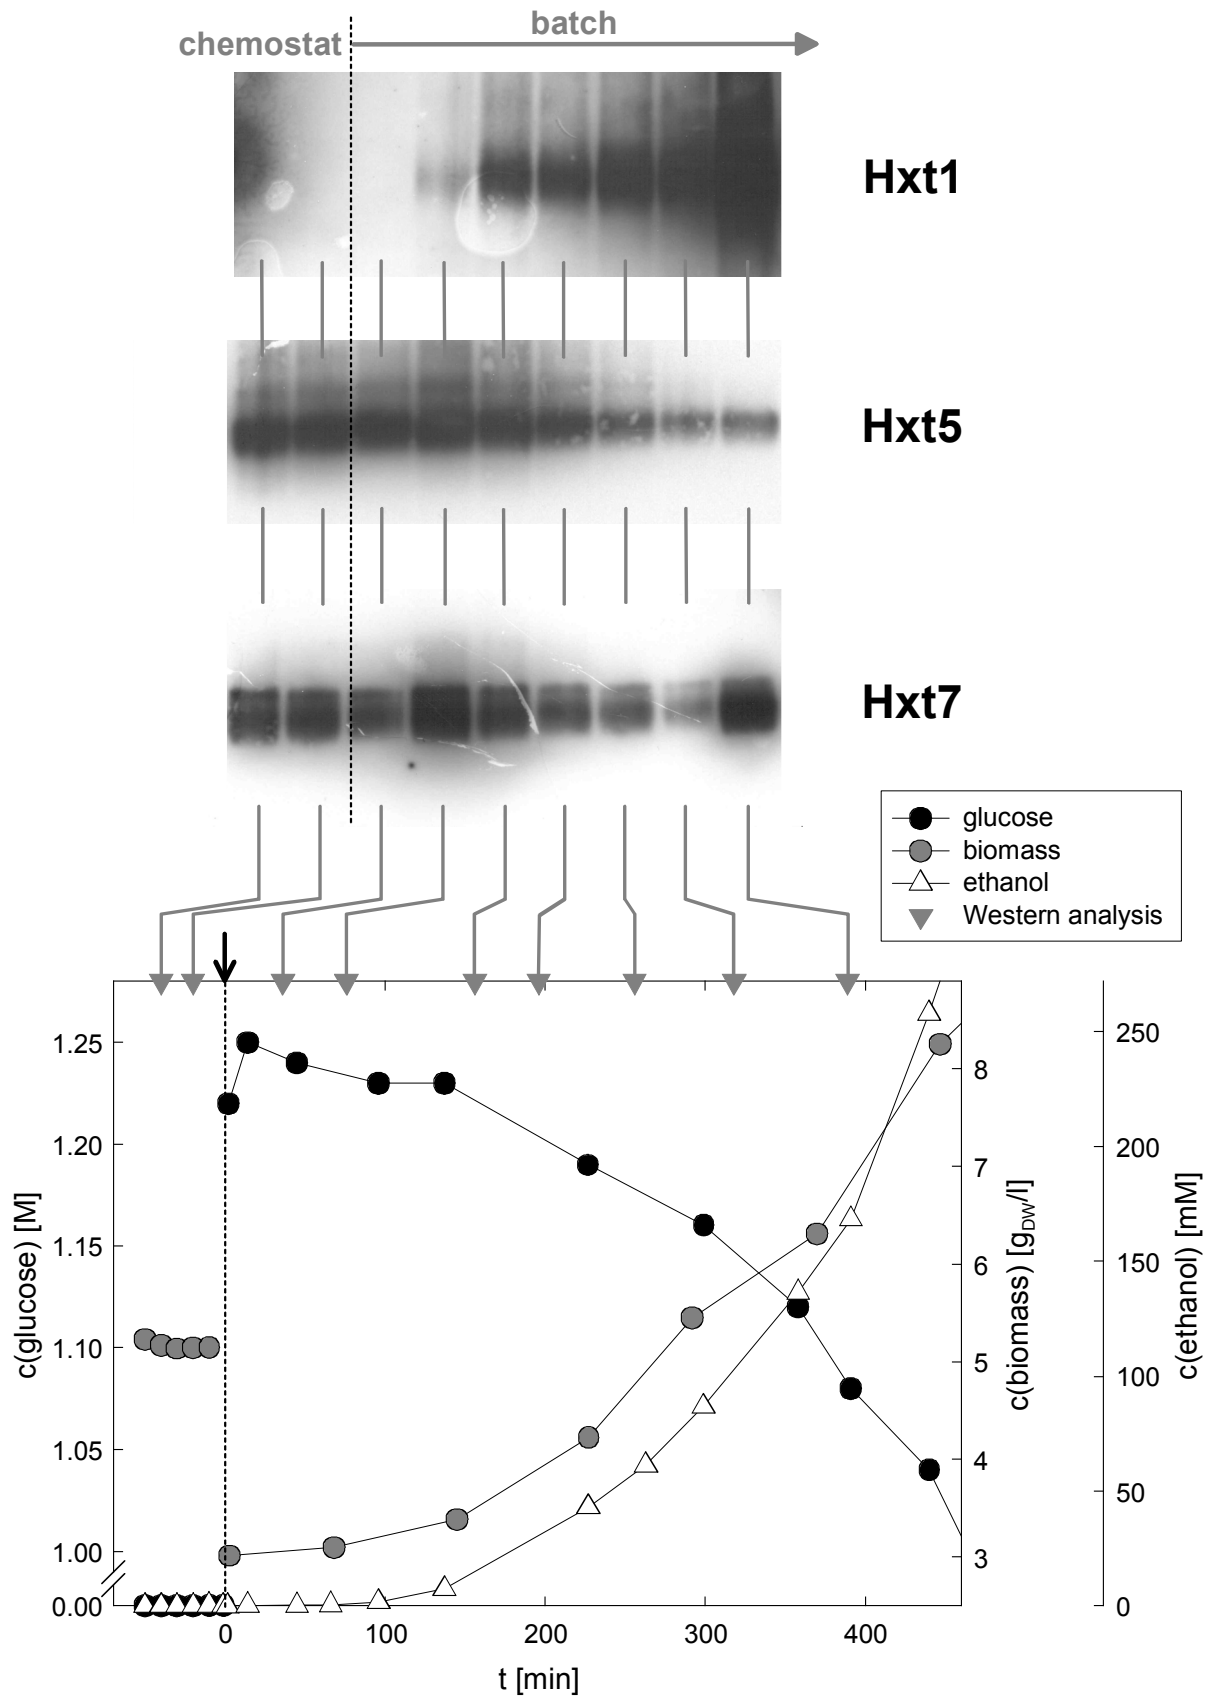 batch
chemostat
Hxt1
Hxt5
Hxt7
glucose
biomass
ethanol
Western analysis
1.25
1.20
1.15
1.10
1.05
1.00
0.00
c(glucose) [M]
8
7
6
5
4
3
c(biomass) [gDW/l]
250
200
150
100
50
0
c(ethanol) [mM]
0 100 200 300 400
t [min]